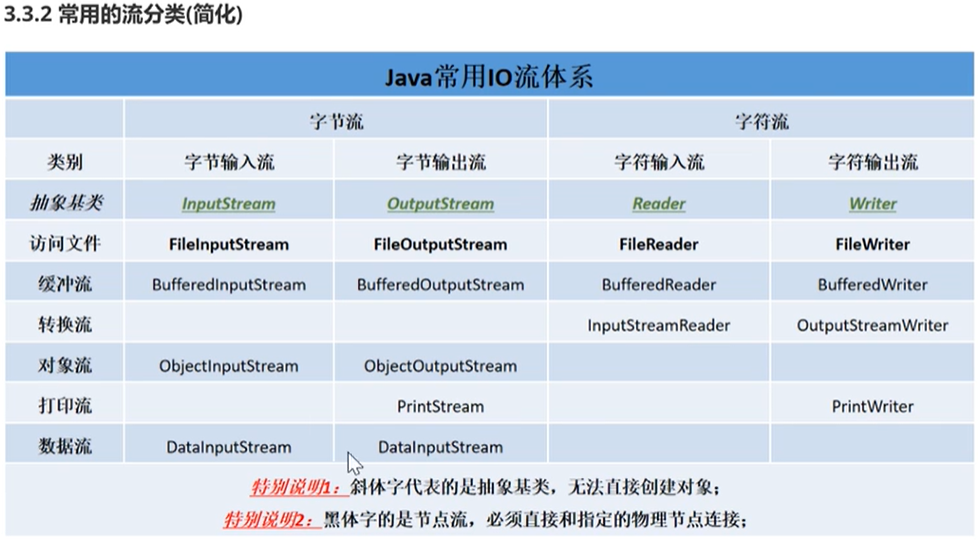 3.3.2 常用的流分类(简化)
Java常用IO流体系
字节流 字符流
类别 字节输入流 字节输出流 字符输入流 字符输出流
抽象基类 InputStream OutputStream Reader Writer
访问文件 FileInputStream FileOutputStream FileReader FileWriter
缓冲流 BufferedInputStream BufferedOutputStream BufferedReader BufferedWriter
转换流 InputStreamReader OutputStreamWriter
对象流 ObjectInputStream ObjectOutputStream
打印流 PrintStream PrintWriter
数据流 DataInputStream DataInputStream
特别说明1：斜体字代表的是抽象基类，无法直接创建对象；
特别说明2：黑体字的是节点流，必须直接和指定的物理节点连接；